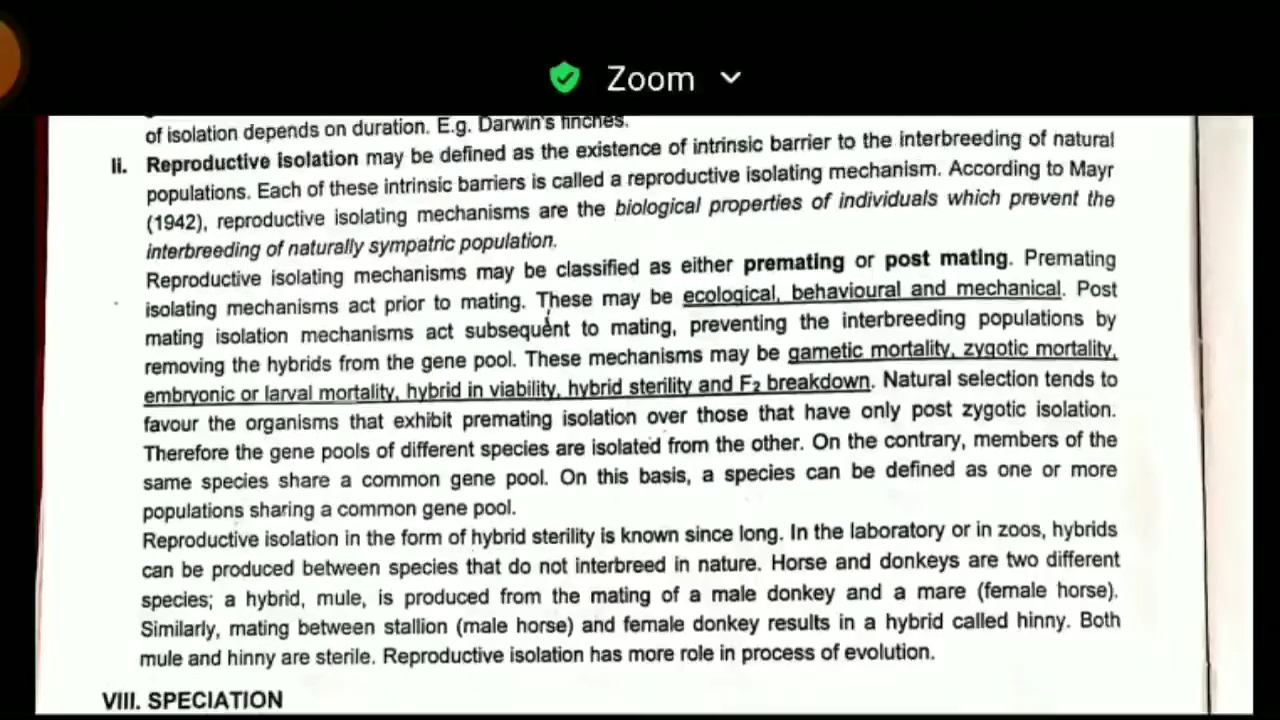 Zoom
of isolation depends on duration. E.g. Darwin's finches.
Ii. Reproductive isolation may be defined as the existence of intrinsic barrier to the interbreeding of natural
populations. Each of these intrinsic barriers is called a reproductive isolating mechanism. According to Mayr
(1942), reproductive isolating mechanisms are the biological properties of individuals which prevent the
interbreeding of naturally sympatric population.
Reproductive isolating mechanisms may be classified as either premating or post mating. Premating
isolating mechanisms act prior to mating. These may be ecological, behavioural and mechanical. Post
mating isolation mechanisms act subsequent to mating, preventing the interbreeding populations by
removing the hybrids from the gene pool. These mechanisms may be gametic mortality, zygotic mortality,
embryonic or larval mortality, hybrid in viability, hybrid sterility and F₂ breakdown. Natural selection tends to
favour the organisms that exhibit premating isolation over those that have only post zygotic isolation.
Therefore the gene pools of different species are isolated from the other. On the contrary, members of the
same species share a common gene pool. On this basis, a species can be defined as one or more
populations sharing a common gene pool.
Reproductive isolation in the form of hybrid sterility is known since long. In the laboratory or in zoos, hybrids
can be produced between species that do not interbreed in nature. Horse and donkeys are two different
species; a hybrid, mule, is produced from the mating of a male donkey and a mare (female horse).
Similarly, mating between stallion (male horse) and female donkey results in a hybrid called hinny. Both
mule and hinny are sterile. Reproductive isolation has more role in process of evolution.
VIII. SPECIATION